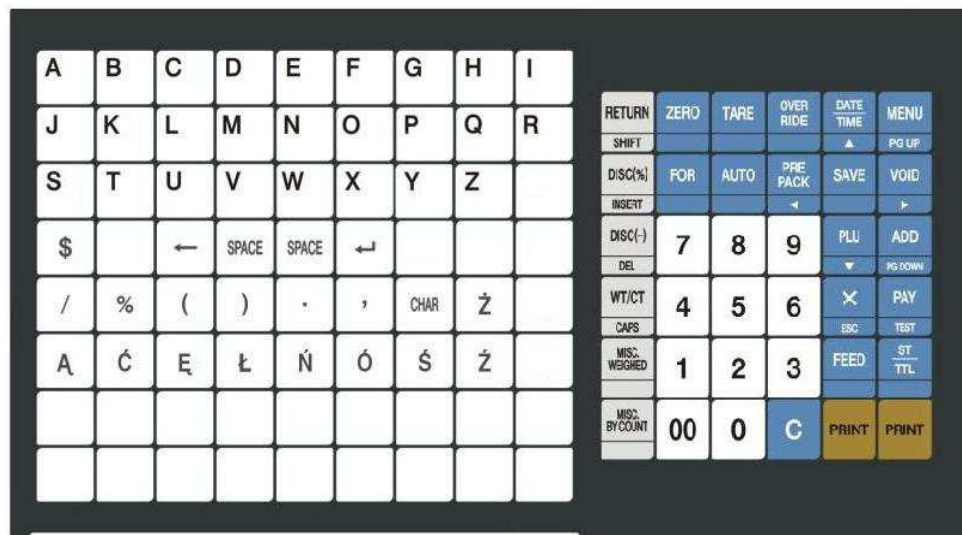 A B C D E F G H I
J K L M N O P Q R
S T U V W X Y Z
$ ← SPACE SPACE ↵
/ % ( ) . , CHAR Ż
Ą Ć Ę Ł Ń Ó Ś Ź
RETURN ZERO TARE OVER RIDE DATE TIME MENU
SHIFT ▲ PG UP
DISC(%) FOR AUTO PRE PACK SAVE VOID
INSERT ◄ ►
DISC(-) 7 8 9 PLU ADD
DEL ▼ PG DOWN
WT/CT 4 5 6 × PAY
CAPS ESC TEST
MISC. WEIGHED 1 2 3 FEED ST TTL
MISC. BY COUNT 00 0 C PRINT PRINT